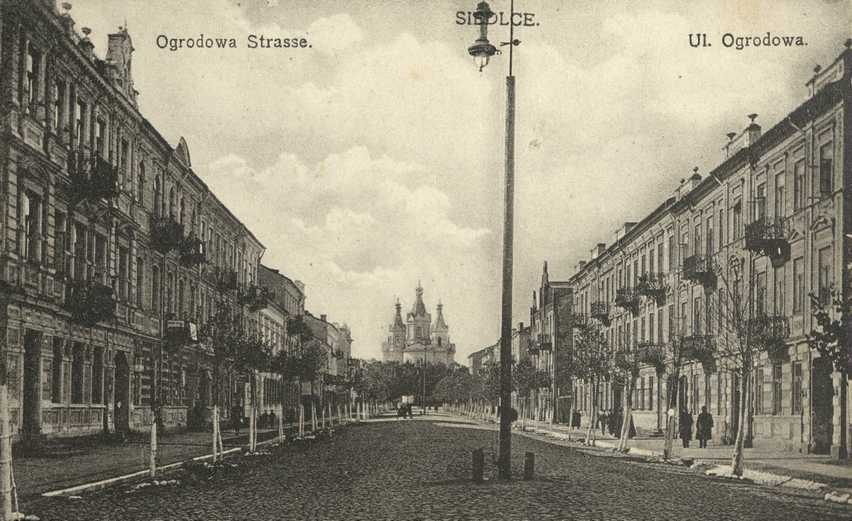 SIEDLCE.
Ogrodowa Strasse.
Ul. Ogrodowa.